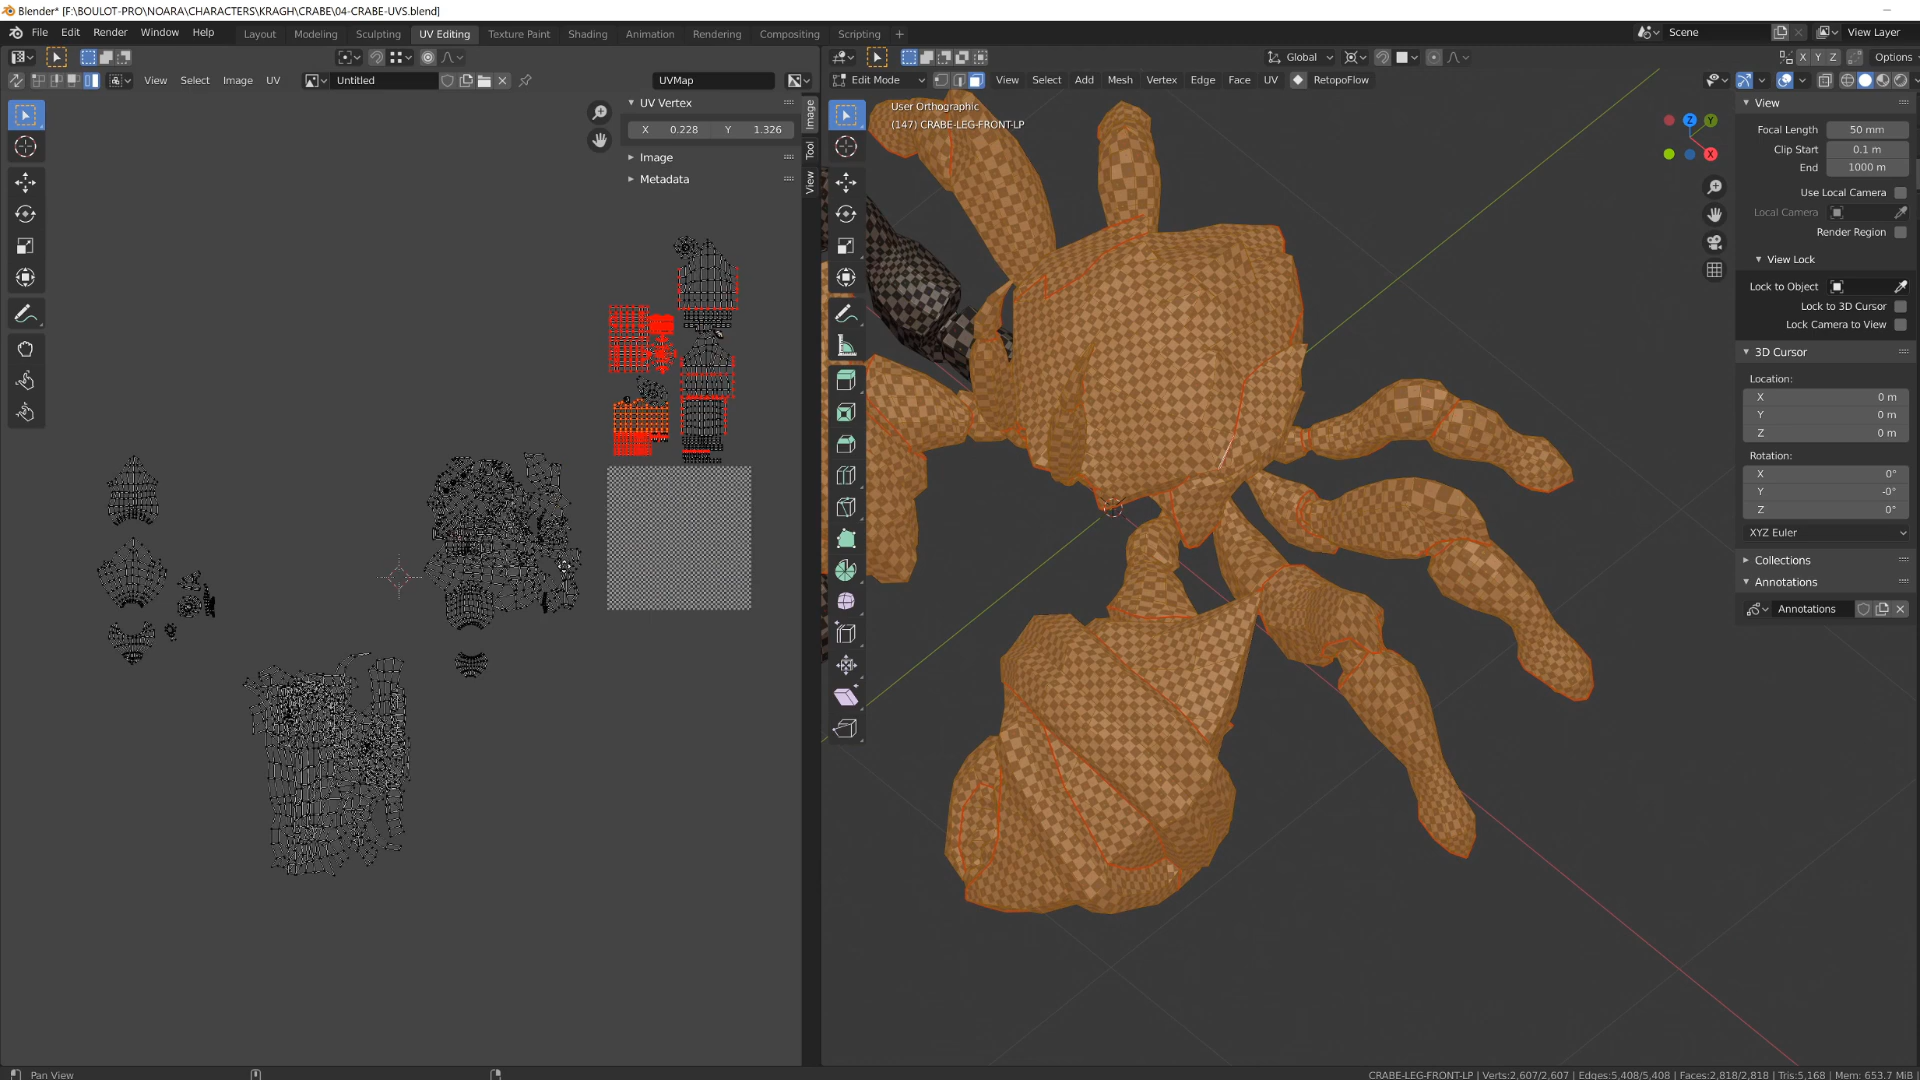 Blender* [F:\BOULOT-PRO\NOARA\CHARACTERS\KRAGH\CRABE\04-CRABE-UVS.blend]
File Edit Render Window Help Layout Modeling Sculpting UV Editing Texture Paint Shading Animation Rendering Compositing Scripting + Scene View Layer
Global X Y Z Options
View Select Image UV Untitled UVMap Edit Mode View Select Add Mesh Vertex Edge Face UV RetopoFlow
UV Vertex
X 0.228 Y 1.326
Image
Metadata
Image
Tool
View
User Orthographic
(147) CRABE-LEG-FRONT-LP
Z Y
X
View
Focal Length 50 mm
Clip Start 0.1 m
End 1000 m
Use Local Camera
Local Camera
Render Region
View Lock
Lock to Object
Lock to 3D Cursor
Lock Camera to View
3D Cursor
Location:
X 0 m
Y 0 m
Z 0 m
Rotation:
X 0°
Y -0°
Z 0°
XYZ Euler
Collections
Annotations
Annotations
Pan View
CRABE-LEG-FRONT-LP | Verts:2,607/2,607 | Edges:5,408/5,408 | Faces:2,818/2,818 | Tris:5,168 | Mem: 653.7 MiB